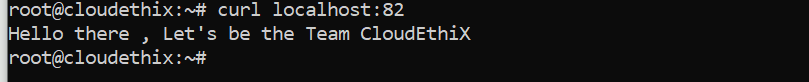 root@cloudethix:~# curl localhost:82
Hello there , Let's be the Team CloudEthiX
root@cloudethix:~#